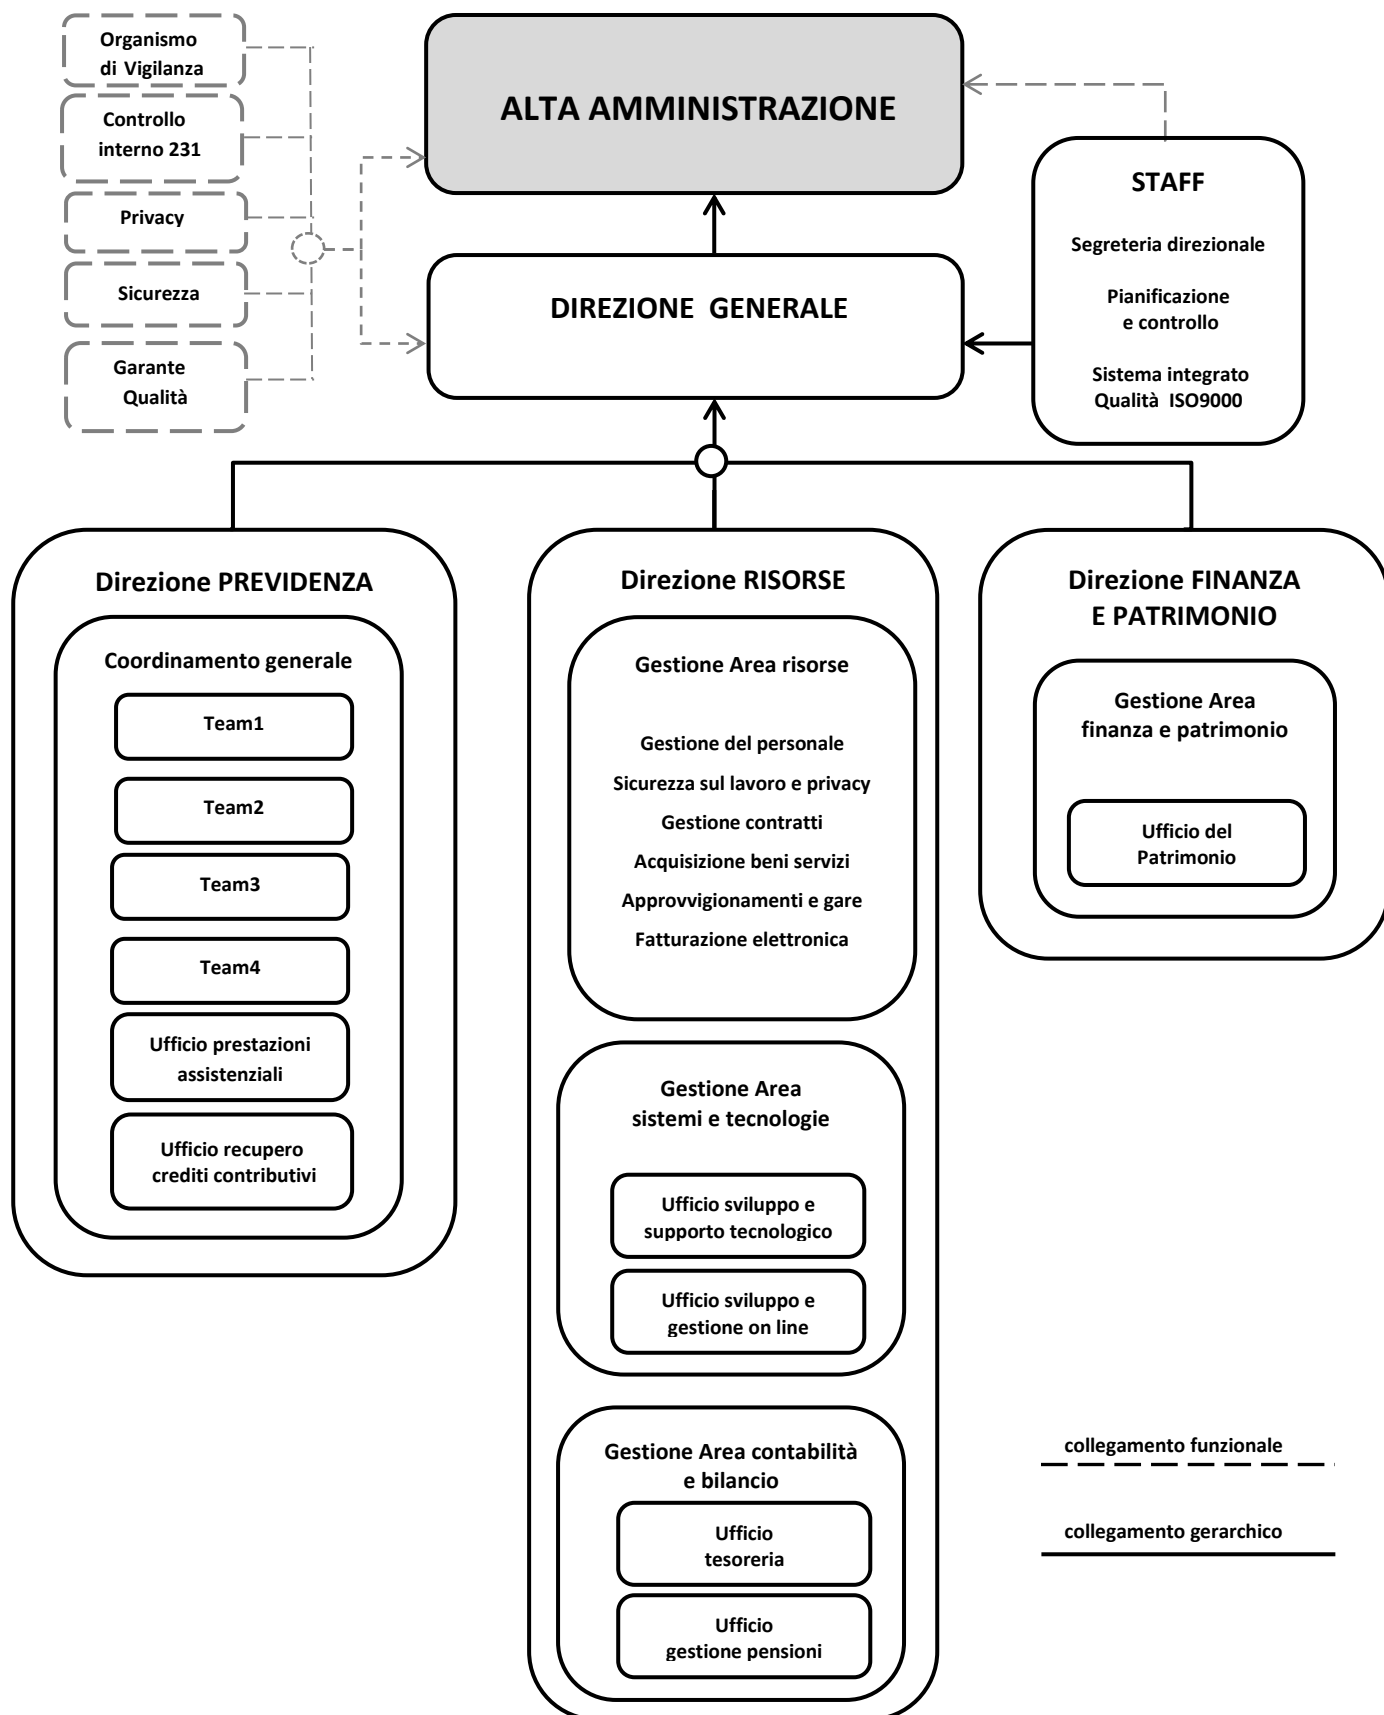 Organismo
di Vigilanza
Controllo
interno 231
Privacy
Sicurezza
Garante
Qualità
ALTA AMMINISTRAZIONE
DIREZIONE GENERALE
STAFF
Segreteria direzionale
Pianificazione
e controllo
Sistema integrato
Qualità ISO9000
Direzione PREVIDENZA
Coordinamento generale
Team1
Team2
Team3
Team4
Ufficio prestazioni
assistenziali
Ufficio recupero
crediti contributivi
Direzione RISORSE
Gestione Area risorse
Gestione del personale
Sicurezza sul lavoro e privacy
Gestione contratti
Acquisizione beni servizi
Approvvigionamenti e gare
Fatturazione elettronica
Gestione Area
sistemi e tecnologie
Ufficio sviluppo e
supporto tecnologico
Ufficio sviluppo e
gestione on line
Gestione Area contabilità
e bilancio
Ufficio
tesoreria
Ufficio
gestione pensioni
Direzione FINANZA
E PATRIMONIO
Gestione Area
finanza e patrimonio
Ufficio del
Patrimonio
collegamento funzionale
collegamento gerarchico